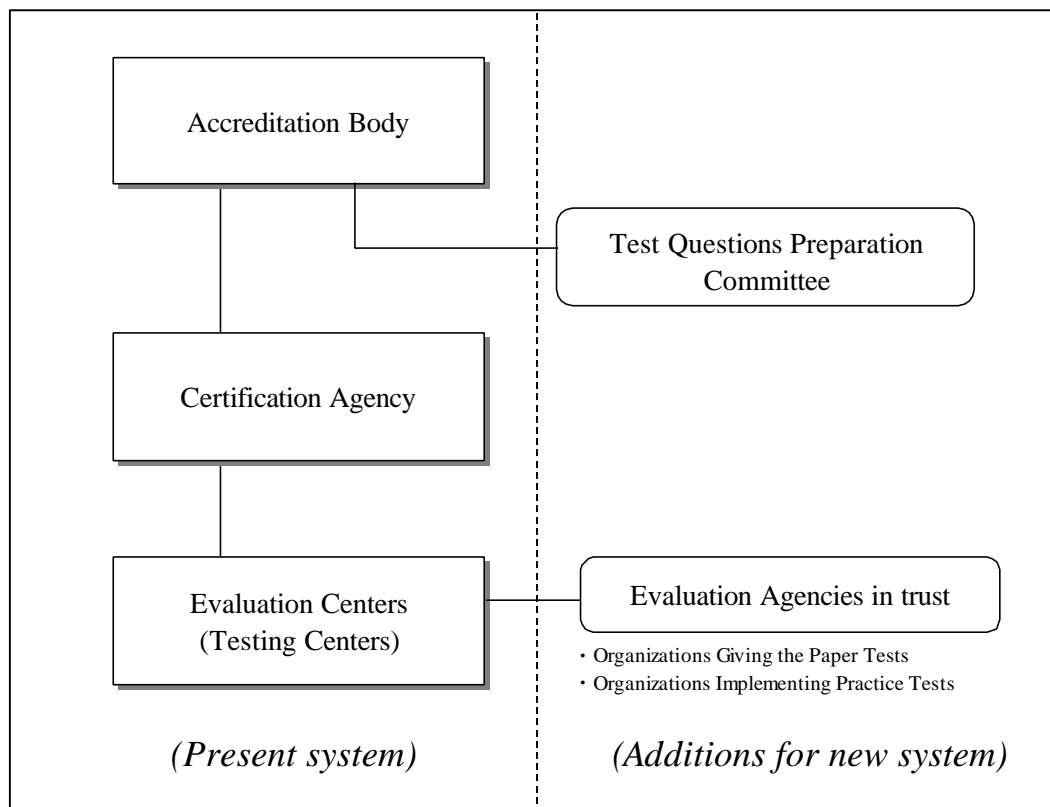 Accreditation Body
Test Questions Preparation
Committee
Certification Agency
Evaluation Centers
(Testing Centers)
Evaluation Agencies in trust
・Organizations Giving the Paper Tests
・Organizations Implementing Practice Tests
(Present system)
(Additions for new system)